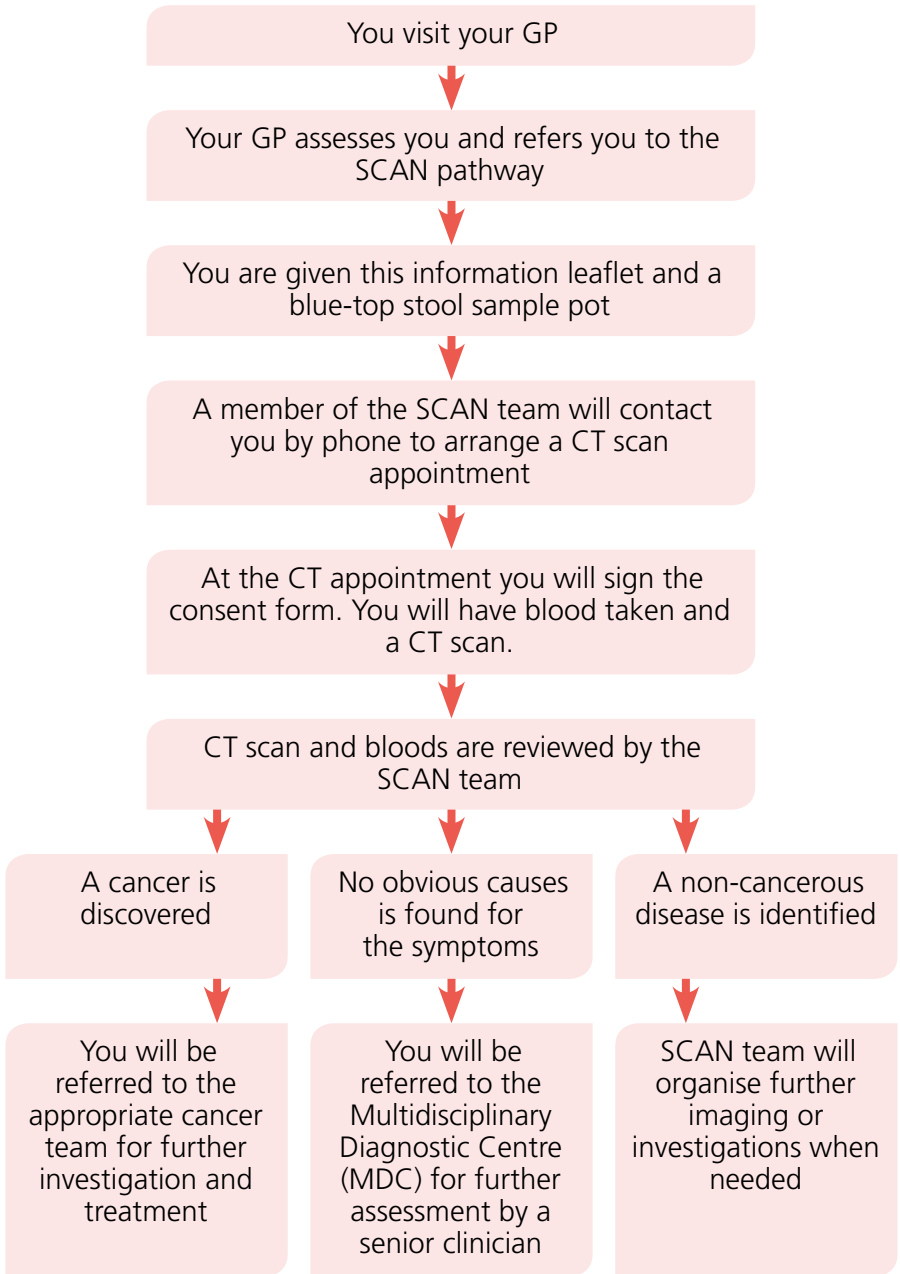 You visit your GP
Your GP assesses you and refers you to the
SCAN pathway
You are given this information leaflet and a
blue-top stool sample pot
A member of the SCAN team will contact
you by phone to arrange a CT scan
appointment
At the CT appointment you will sign the
consent form. You will have blood taken and
a CT scan.
CT scan and bloods are reviewed by the
SCAN team
A cancer is
discovered
No obvious causes
is found for
the symptoms
A non-cancerous
disease is identified
You will be
referred to the
appropriate cancer
team for further
investigation and
treatment
You will be
referred to the
Multidisciplinary
Diagnostic Centre
(MDC) for further
assessment by a
senior clinician
SCAN team will
organise further
imaging or
investigations when
needed